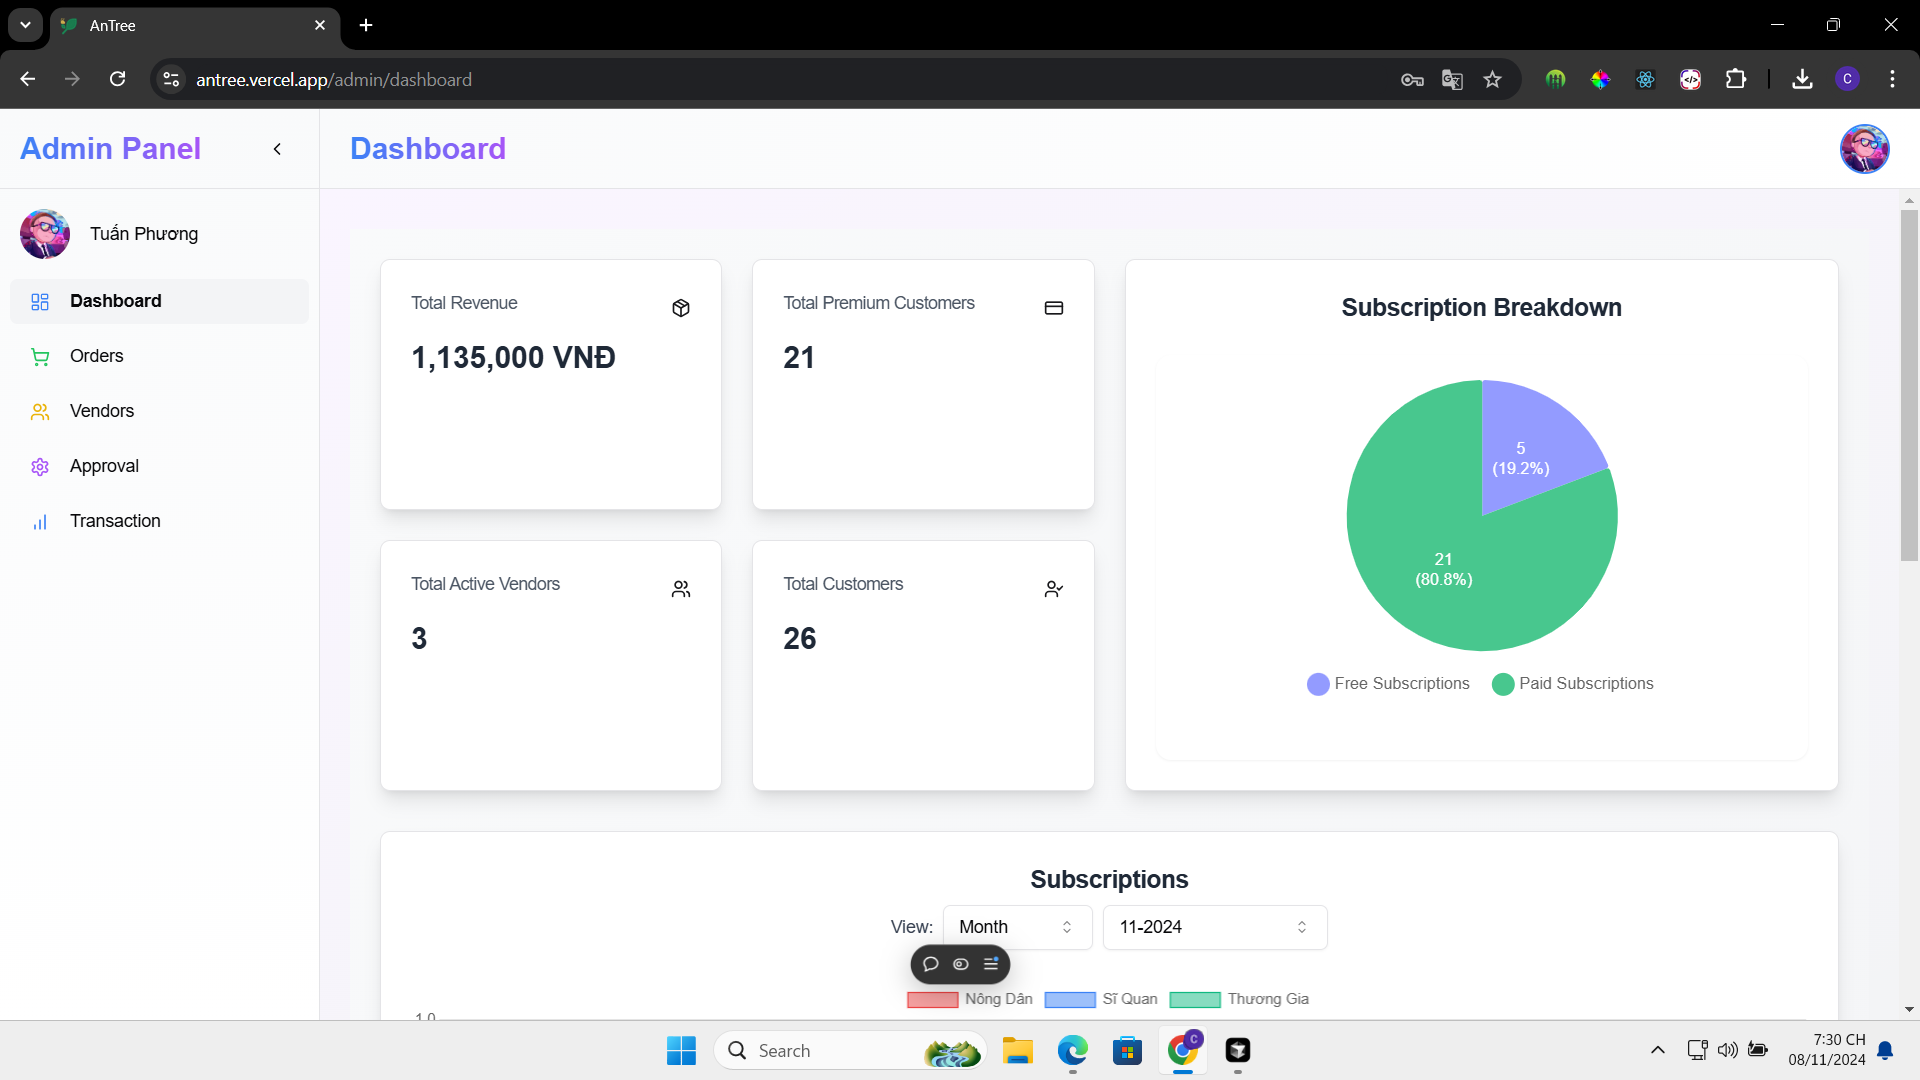 AnTree
antree.vercel.app/admin/dashboard
C
Admin Panel
Dashboard
Tuấn Phương
Dashboard
Orders
Vendors
Approval
Transaction
Total Revenue
1,135,000 VNĐ
Total Premium Customers
21
Total Active Vendors
3
Total Customers
26
Subscription Breakdown
5
(19.2%)
21
(80.8%)
Free Subscriptions
Paid Subscriptions
Subscriptions
View:
Month
11-2024
Nông Dân
Sĩ Quan
Thương Gia
1.0
Search
C
7:30 CH
08/11/2024